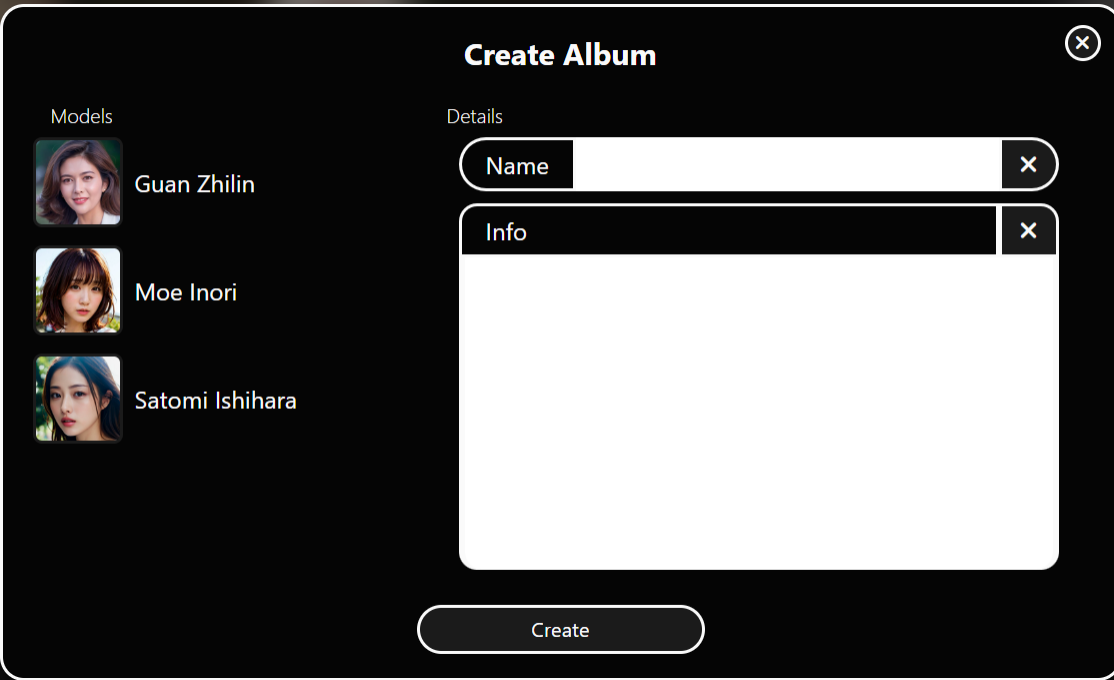 Create Album
Models
Guan Zhilin
Moe Inori
Satomi Ishihara
Details
Name
Info
Create